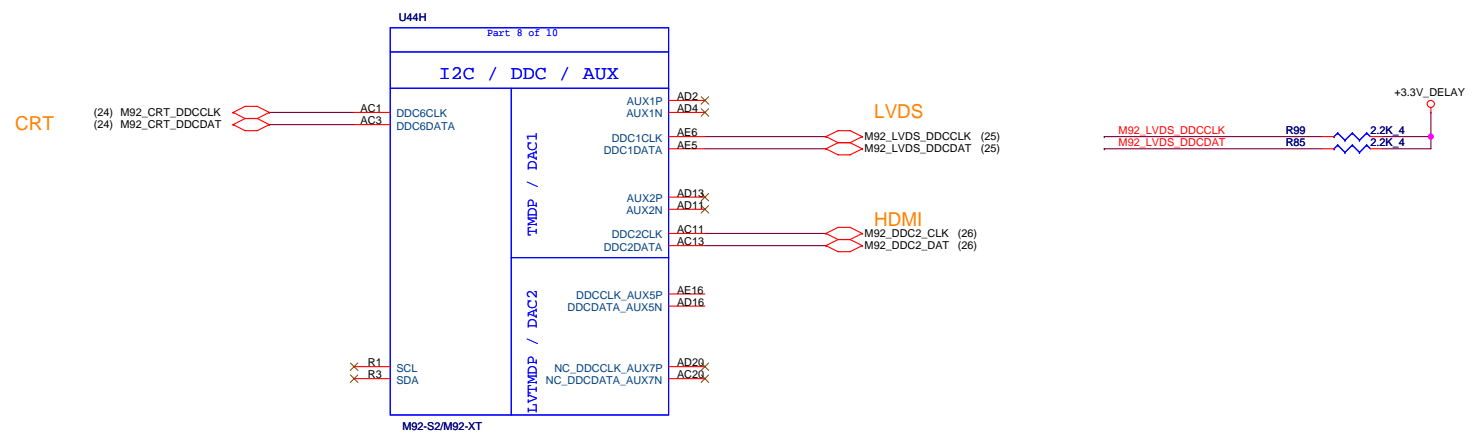 U44H
Part 8 of 10
I2C / DDC / AUX
CRT
(24) M92_CRT_DDCCLK
(24) M92_CRT_DDCDAT
AC1
AC3
DDC6CLK
DDC6DATA
R1
R3
SCL
SDA
TMDP / DAC1
LVTMDP / DAC2
AUX1P AD2
AUX1N AD4
DDC1CLK AE6
DDC1DATA AE5
AUX2P AD13
AUX2N AD11
DDC2CLK AC11
DDC2DATA AC13
DDCCLK_AUX5P AE16
DDCDATA_AUX5N AD16
NC_DDCCLK_AUX7P AD20
NC_DDCDATA_AUX7N AC20
LVDS
M92_LVDS_DDCCLK (25)
M92_LVDS_DDCDAT (25)
HDMI
M92_DDC2_CLK (26)
M92_DDC2_DAT (26)
M92-S2/M92-XT
+3.3V_DELAY
M92_LVDS_DDCCLK R99 2.2K_4
M92_LVDS_DDCDAT R85 2.2K_4